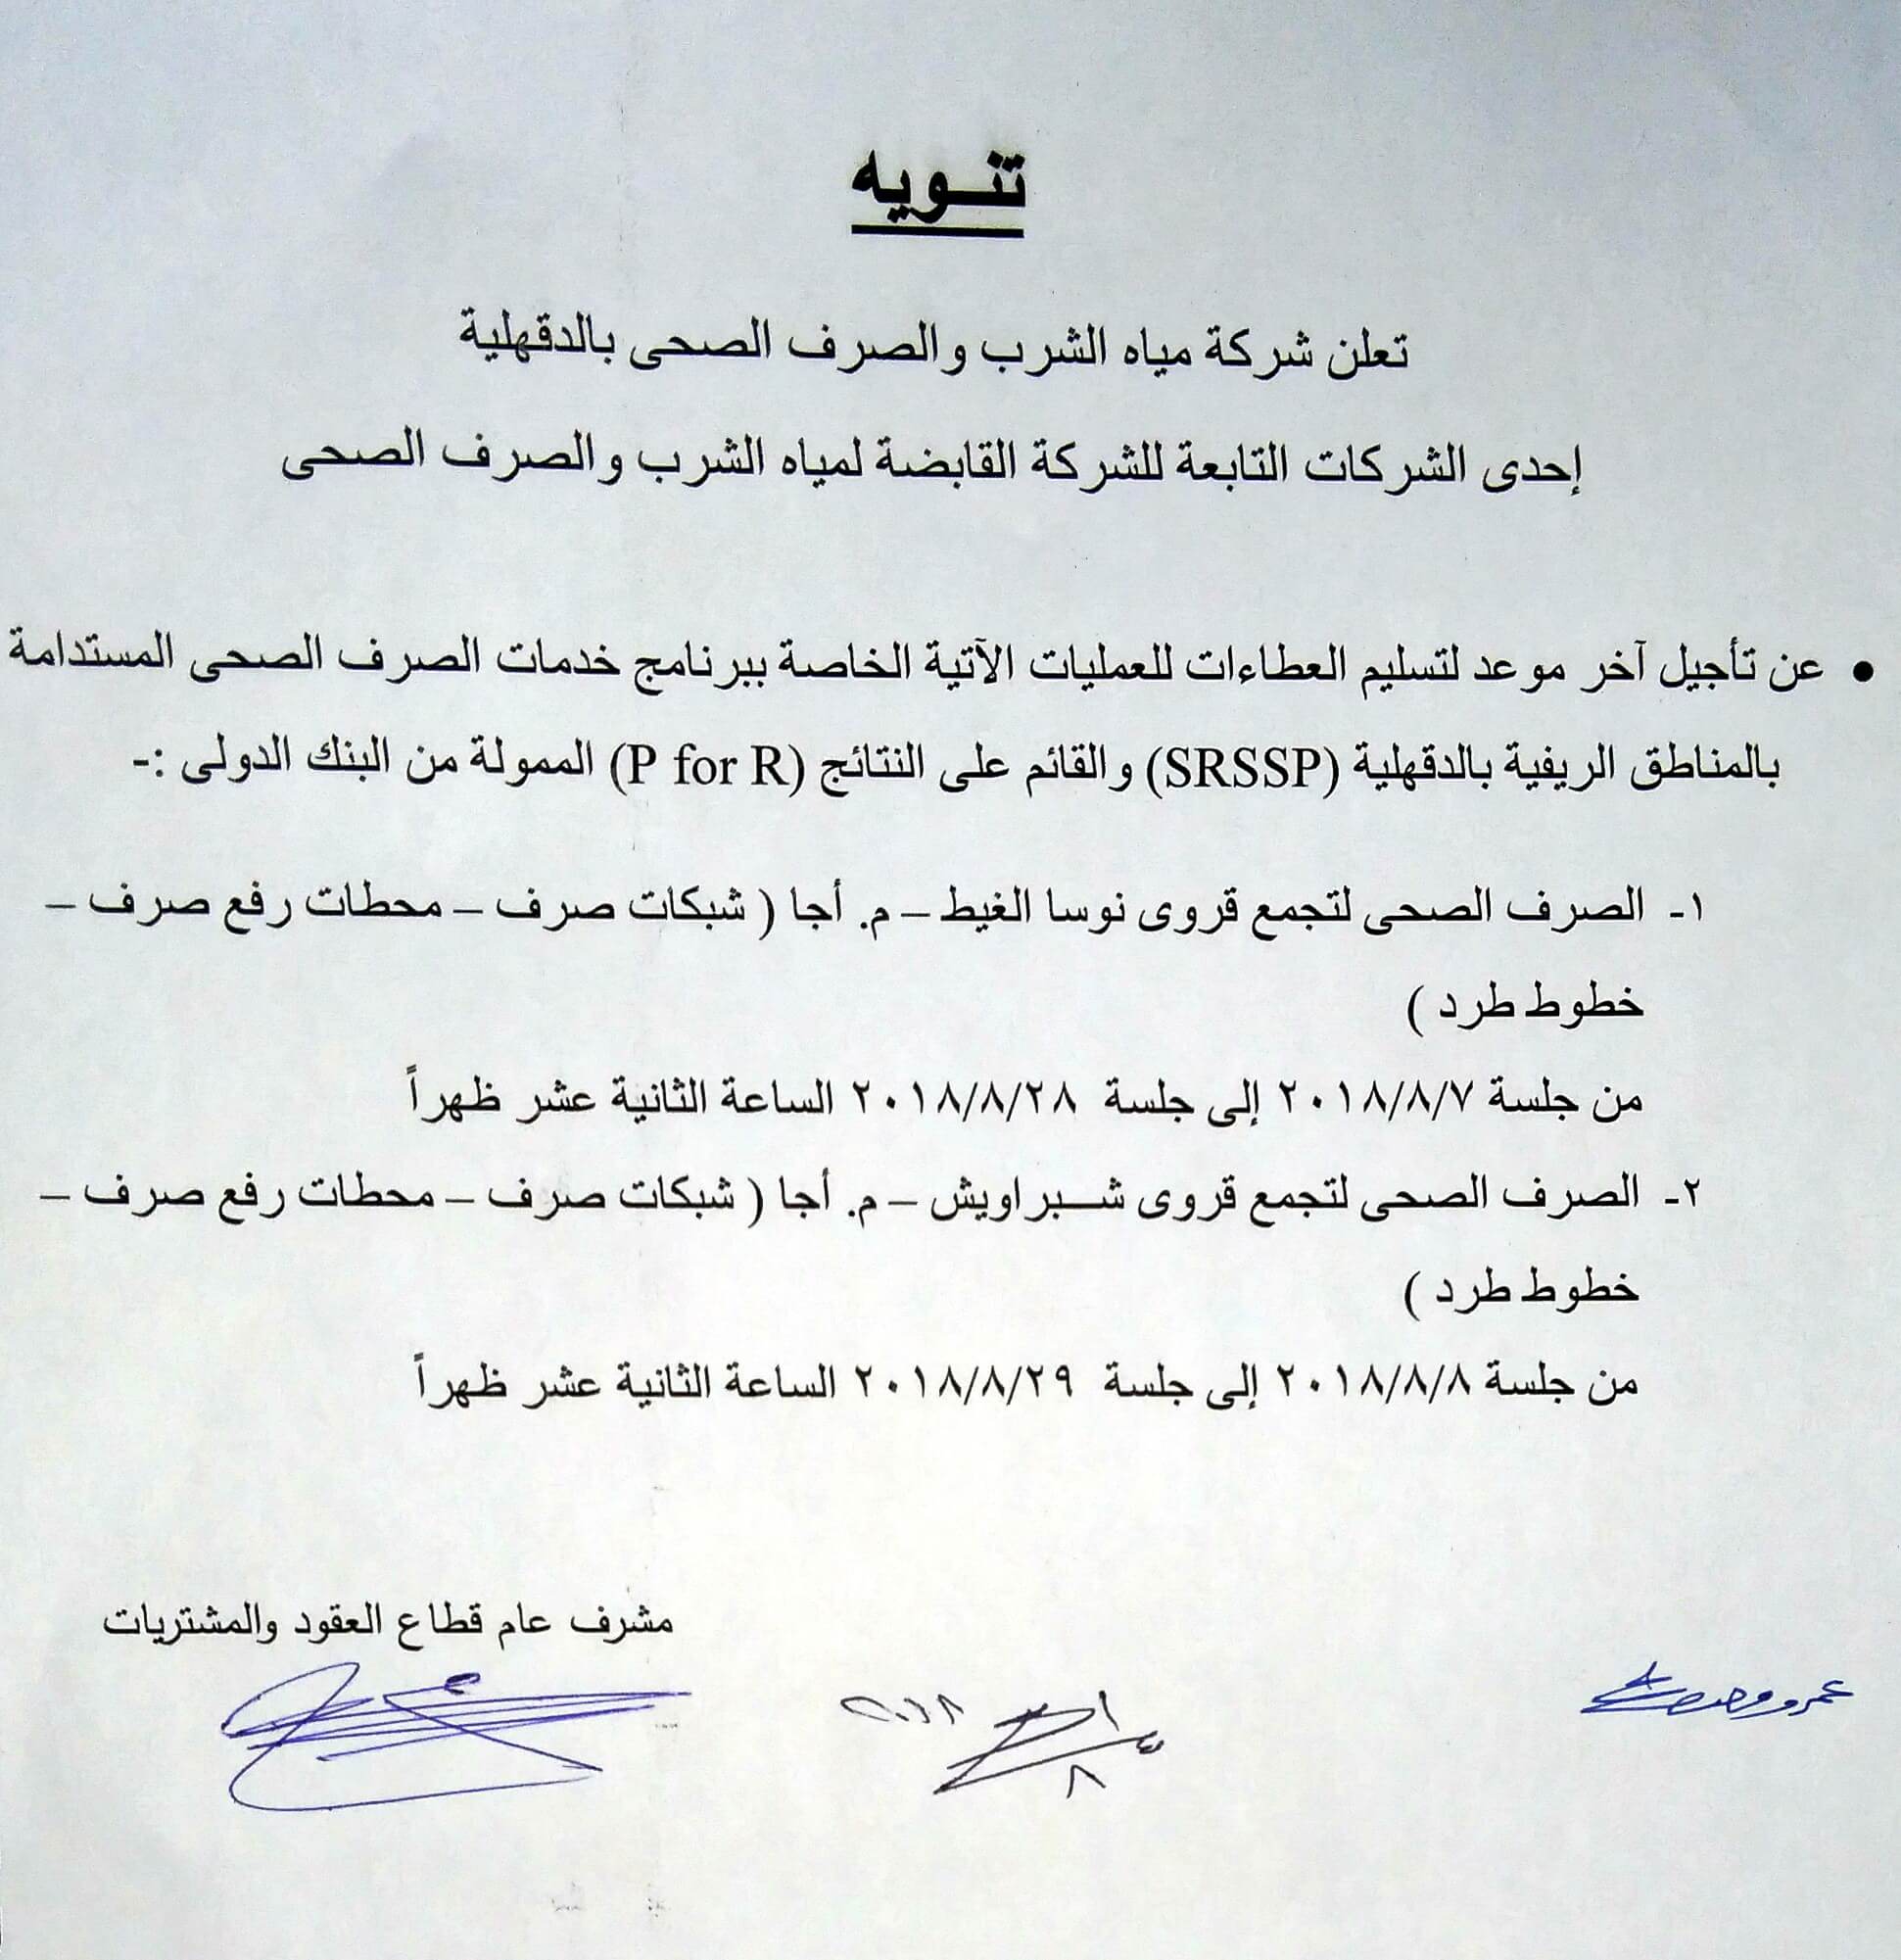 تنـويه
تعلن شركة مياه الشرب والصرف الصحى بالدقهلية
إحدى الشركات التابعة للشركة القابضة لمياه الشرب والصرف الصحى
• عن تأجيل آخر موعد لتسليم العطاءات للعمليات الآتية الخاصة ببرنامج خدمات الصرف الصحى المستدامة
بالمناطق الريفية بالدقهلية (SRSSP) والقائم على النتائج (P for R) الممولة من البنك الدولى :-
١- الصرف الصحى لتجمع قروى نوسا الغيط – م. أجا ( شبكات صرف – محطات رفع صرف –
خطوط طرد )
من جلسة ٢٠١٨/٨/٧ إلى جلسة ٢٠١٨/٨/٢٨ الساعة الثانية عشر ظهراً
٢- الصرف الصحى لتجمع قروى شـبراويش – م. أجا ( شبكات صرف – محطات رفع صرف –
خطوط طرد )
من جلسة ٢٠١٨/٨/٨ إلى جلسة ٢٠١٨/٨/٢٩ الساعة الثانية عشر ظهراً
مشرف عام قطاع العقود والمشتريات
عمرو
٨
٢٠١٨